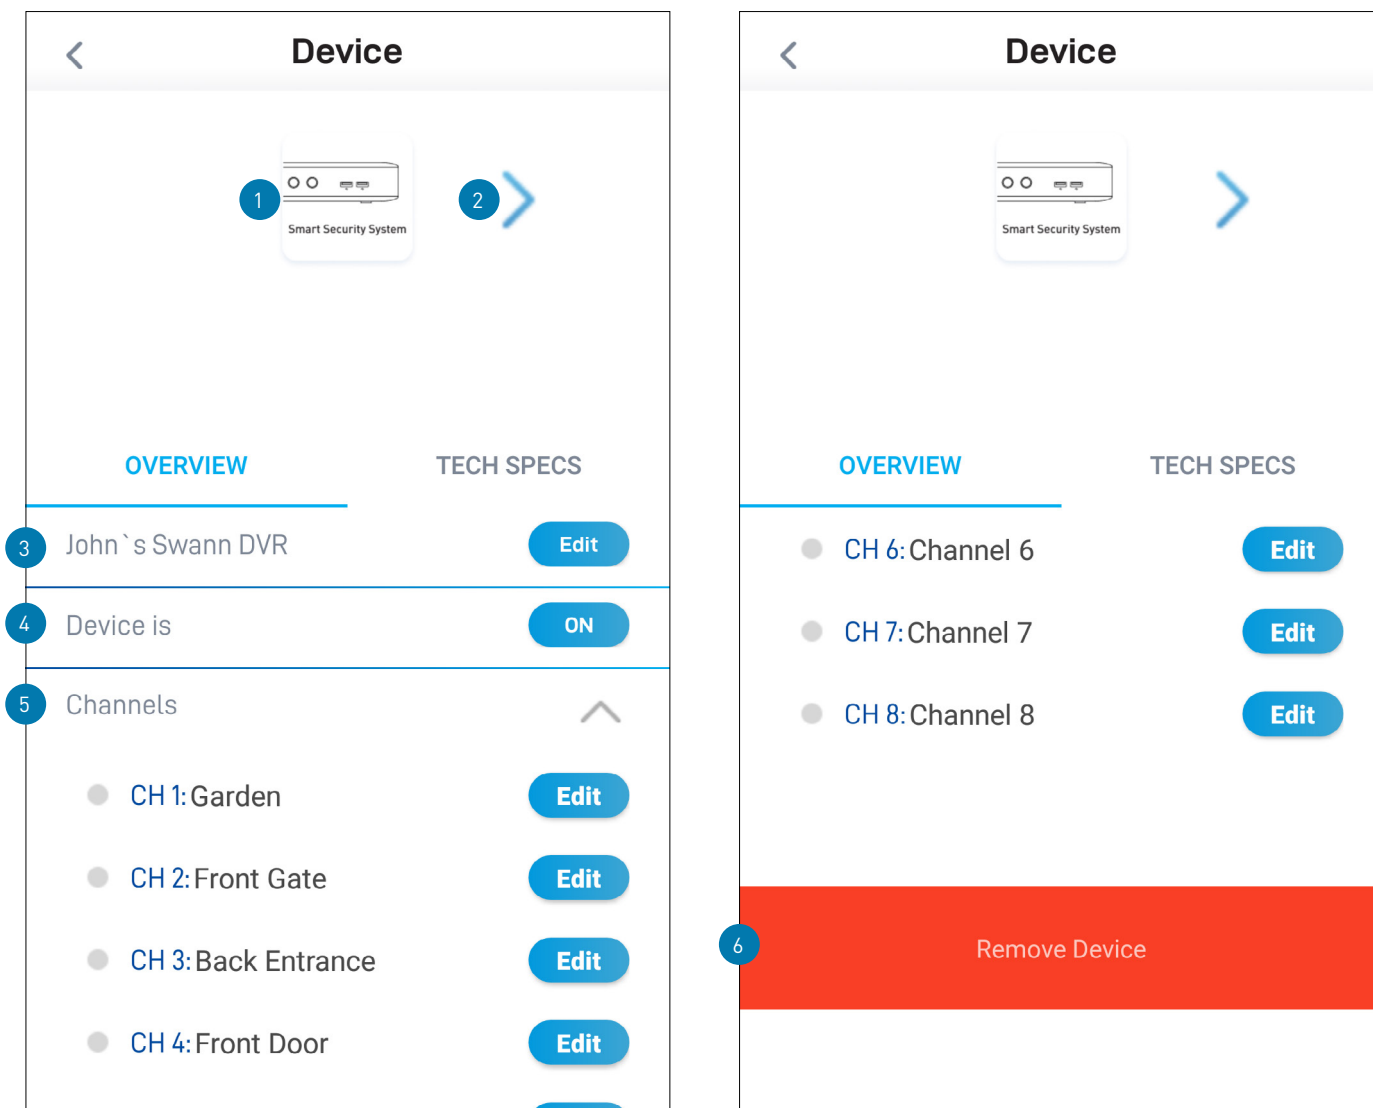 Device
1
Smart Security System
2
OVERVIEW
TECH SPECS
3
John`s Swann DVR
Edit
4
Device is
ON
5
Channels
CH 1: Garden
Edit
CH 2: Front Gate
Edit
CH 3: Back Entrance
Edit
CH 4: Front Door
Edit
Device
Smart Security System
OVERVIEW
TECH SPECS
CH 6: Channel 6
Edit
CH 7: Channel 7
Edit
CH 8: Channel 8
Edit
6
Remove Device